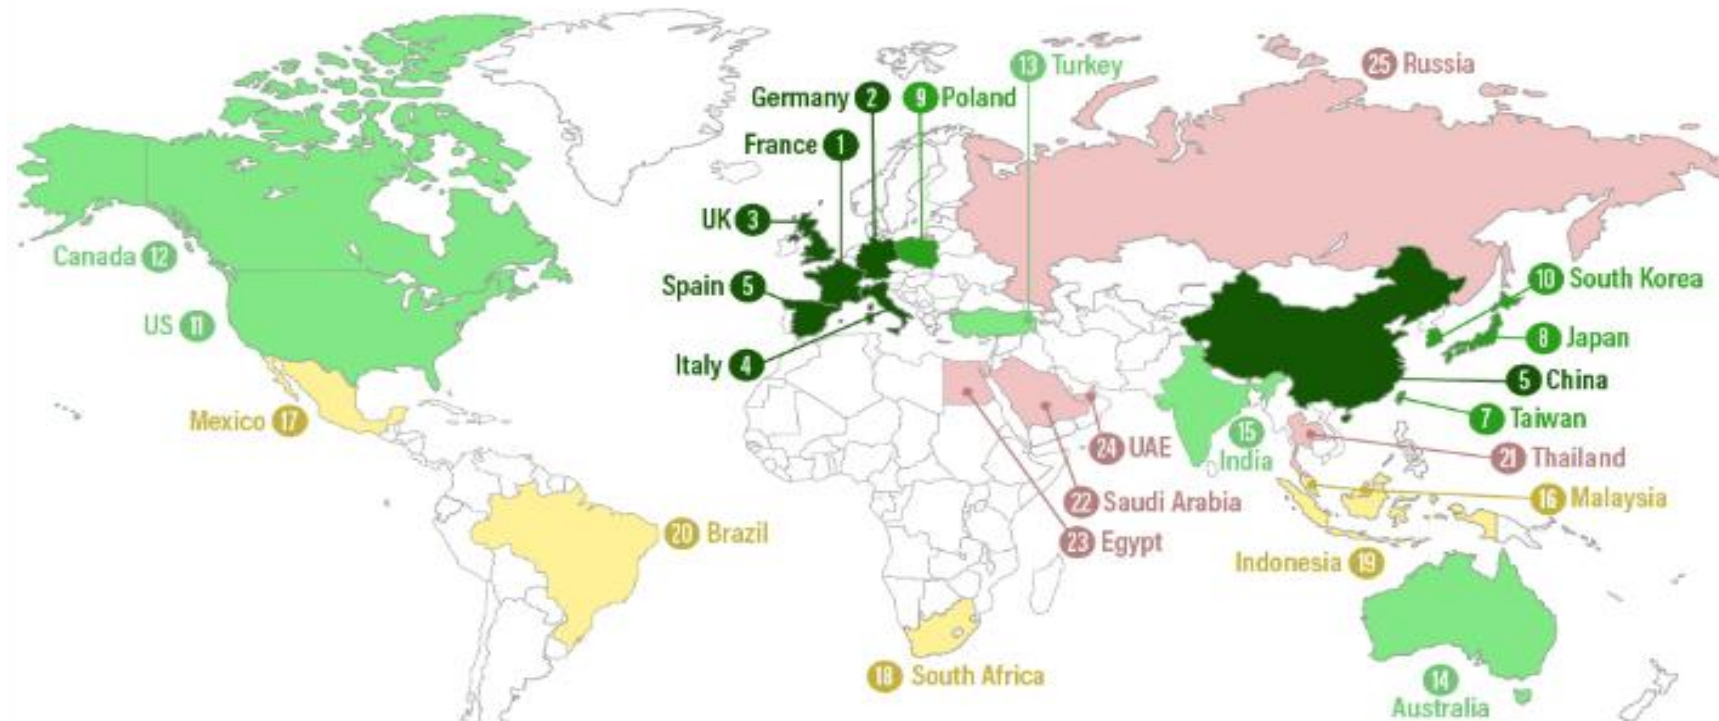 13 Turkey
25 Russia
Germany 2
9 Poland
France 1
UK 3
Canada 12
Spain 5
10 South Korea
US 11
8 Japan
Italy 4
5 China
Mexico 17
7 Taiwan
15
India
24 UAE
21 Thailand
22 Saudi Arabia
16 Malaysia
20 Brazil
23 Egypt
Indonesia 19
18 South Africa
14
Australia